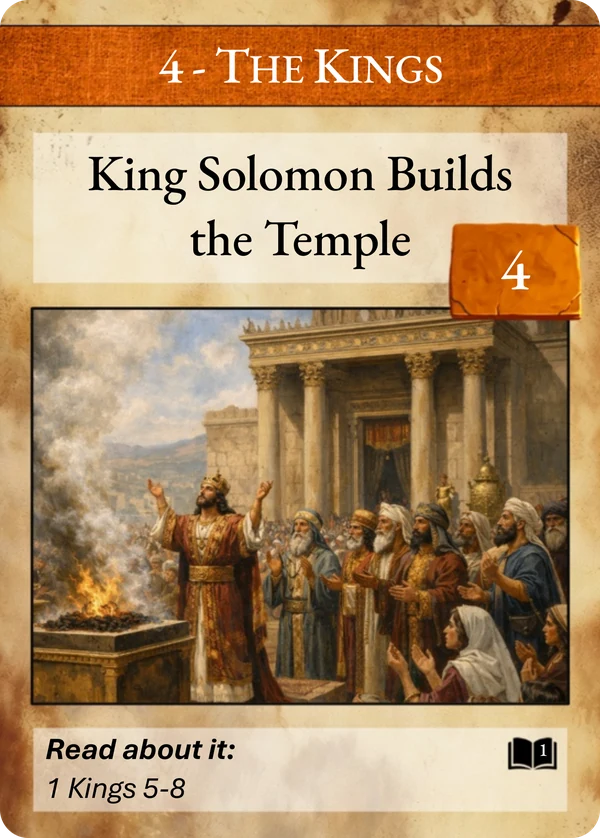 4 - The Kings
King Solomon Builds
the Temple
4
Read about it:
1
1 Kings 5-8